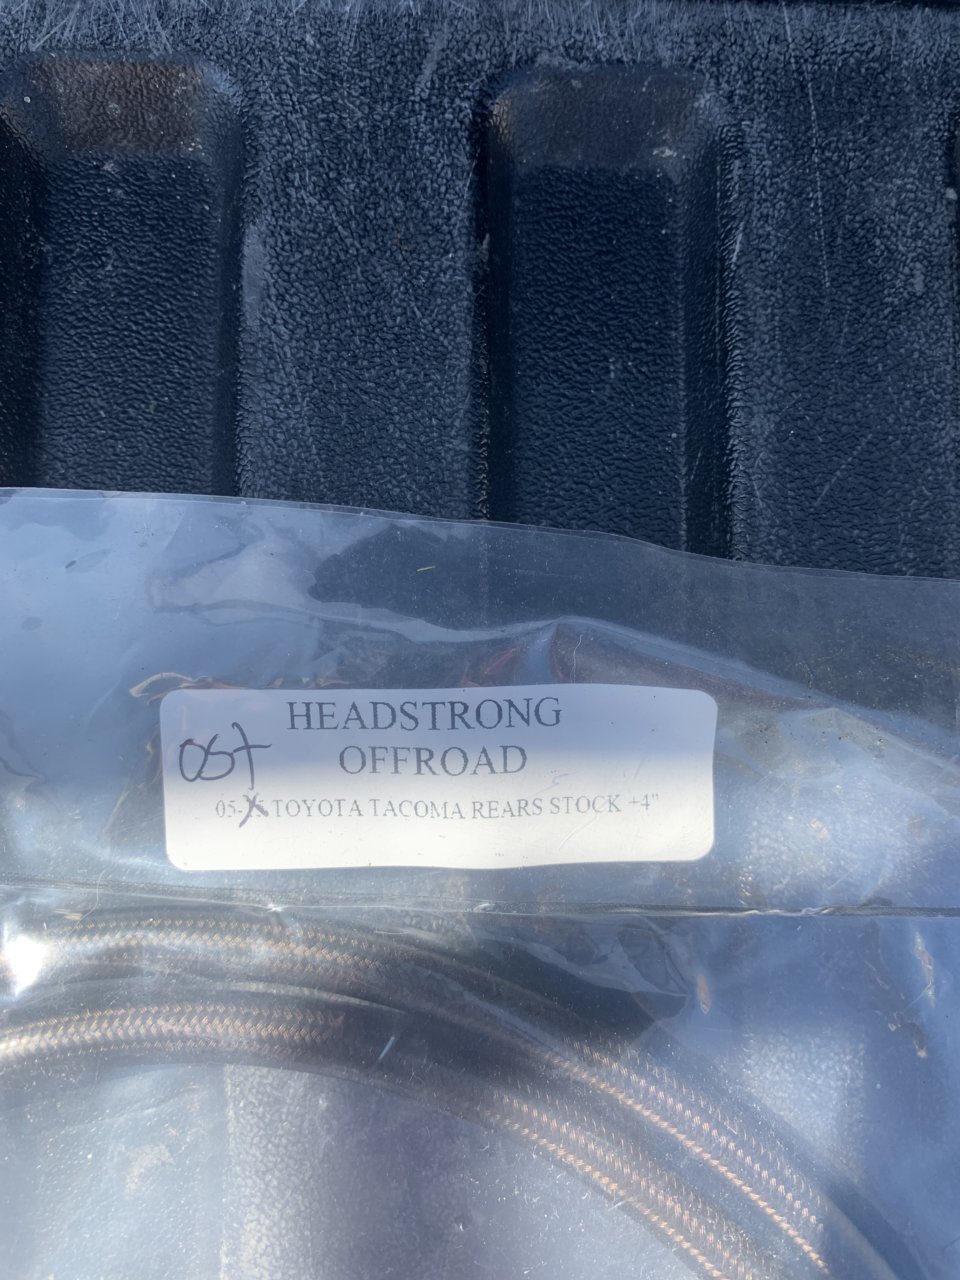 HEADSTRONG
OFFROAD
05+
05- TOYOTA TACOMA REARS STOCK +4"